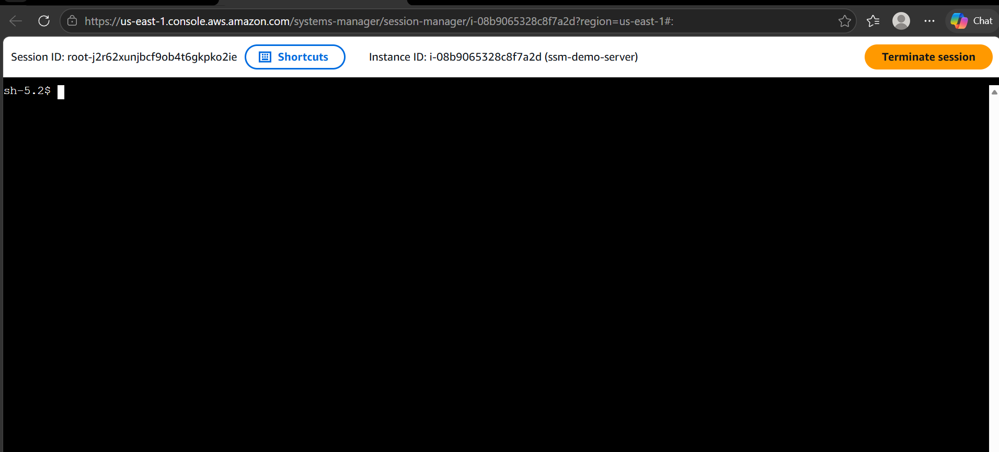 https://us-east-1.console.aws.amazon.com/systems-manager/session-manager/i-08b9065328c8f7a2d?region=us-east-1#:
Chat
Session ID: root-j2r62xunjbcf9ob4t6gkpko2ie
Shortcuts
Instance ID: i-08b9065328c8f7a2d (ssm-demo-server)
Terminate session
sh-5.2$